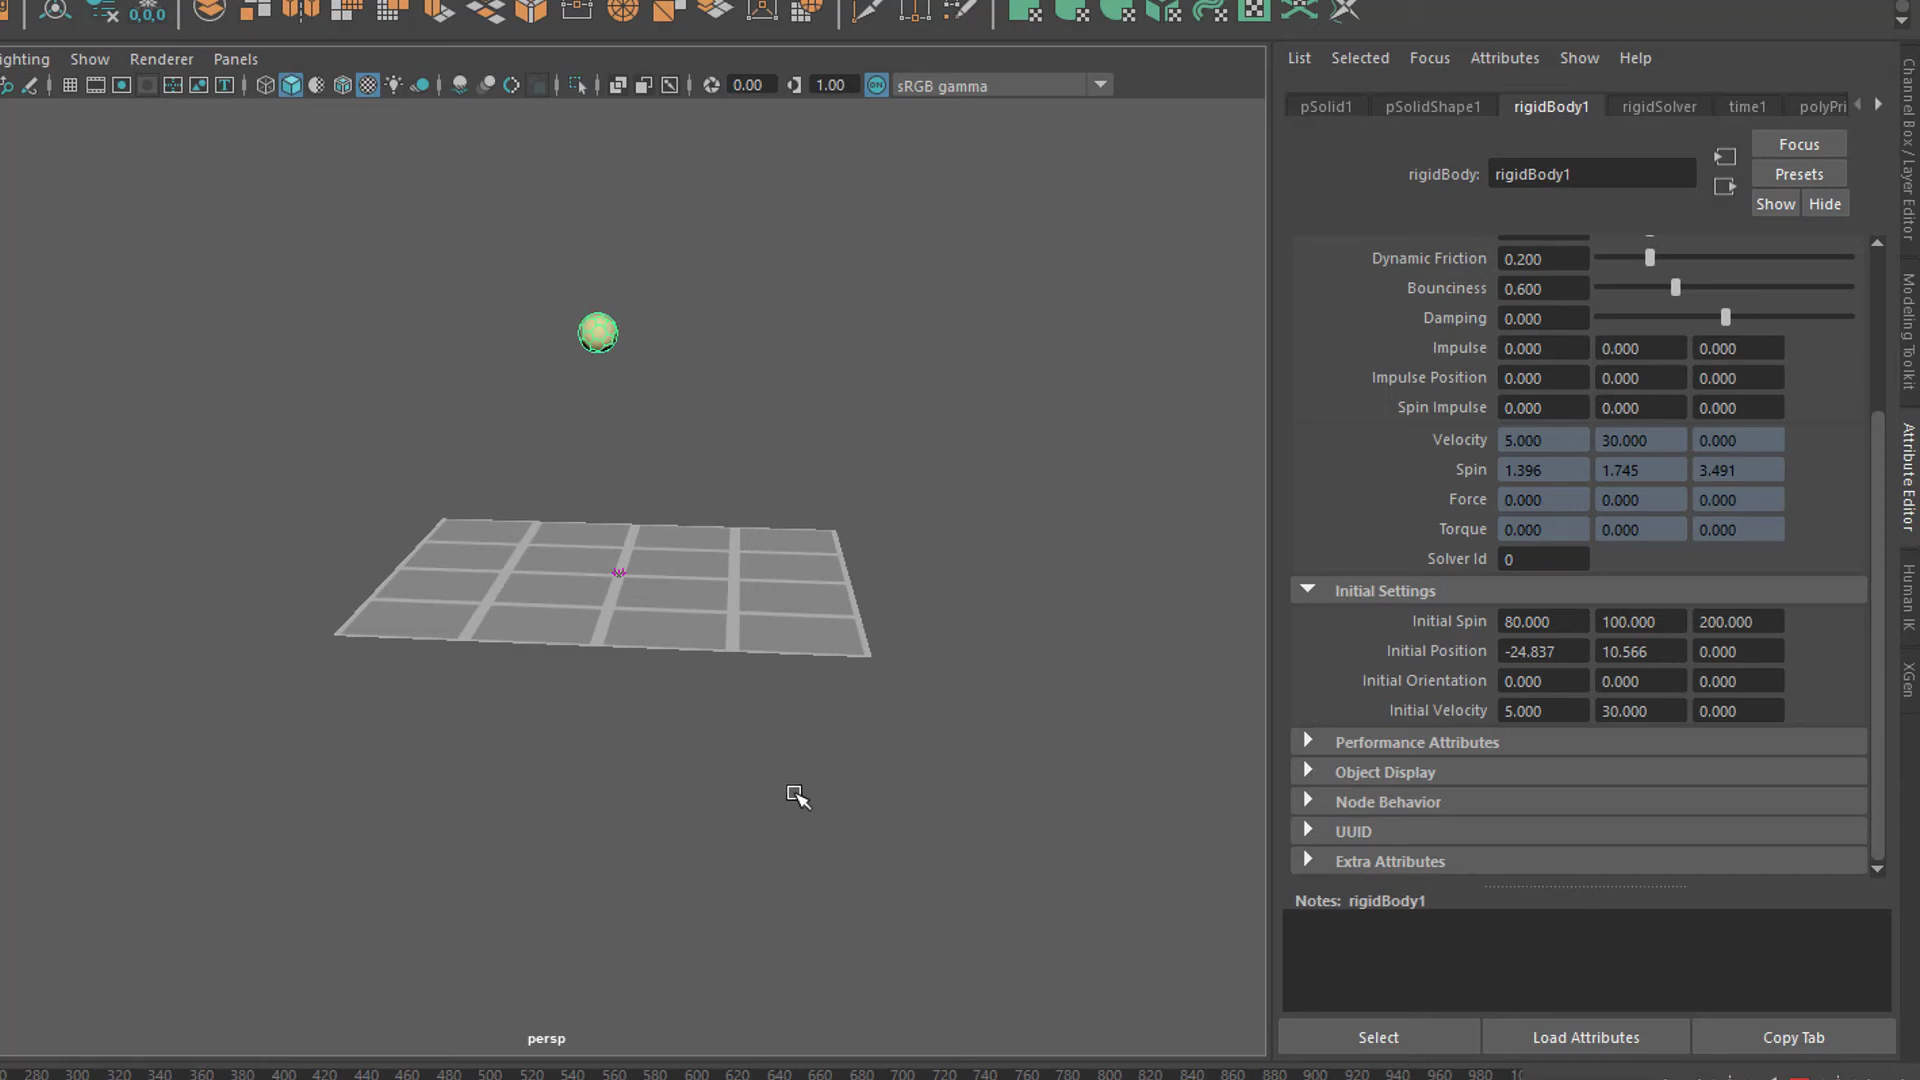 0,0,0
ighting Show Renderer Panels
0.00 1.00 ON sRGB gamma
List Selected Focus Attributes Show Help
pSolid1 pSolidShape1 rigidBody1 rigidSolver time1 polyPri
Focus
rigidBody: rigidBody1 Presets
Show Hide
Dynamic Friction 0.200
Bounciness 0.600
Damping 0.000
Impulse 0.000 0.000 0.000
Impulse Position 0.000 0.000 0.000
Spin Impulse 0.000 0.000 0.000
Velocity 5.000 30.000 0.000
Spin 1.396 1.745 3.491
Force 0.000 0.000 0.000
Torque 0.000 0.000 0.000
Solver Id 0
Initial Settings
Initial Spin 80.000 100.000 200.000
Initial Position -24.837 10.566 0.000
Initial Orientation 0.000 0.000 0.000
Initial Velocity 5.000 30.000 0.000
Performance Attributes
Object Display
Node Behavior
UUID
Extra Attributes
Notes: rigidBody1
Select Load Attributes Copy Tab
persp
280 300 320 340 360 380 400 420 440 460 480 500 520 540 560 580 600 620 640 660 680 700 720 740 760 780 800 820 840 860 880 900 920 940 960 980
Channel Box / Layer Editor
Modeling Toolkit
Attribute Editor
Human IK
XGen